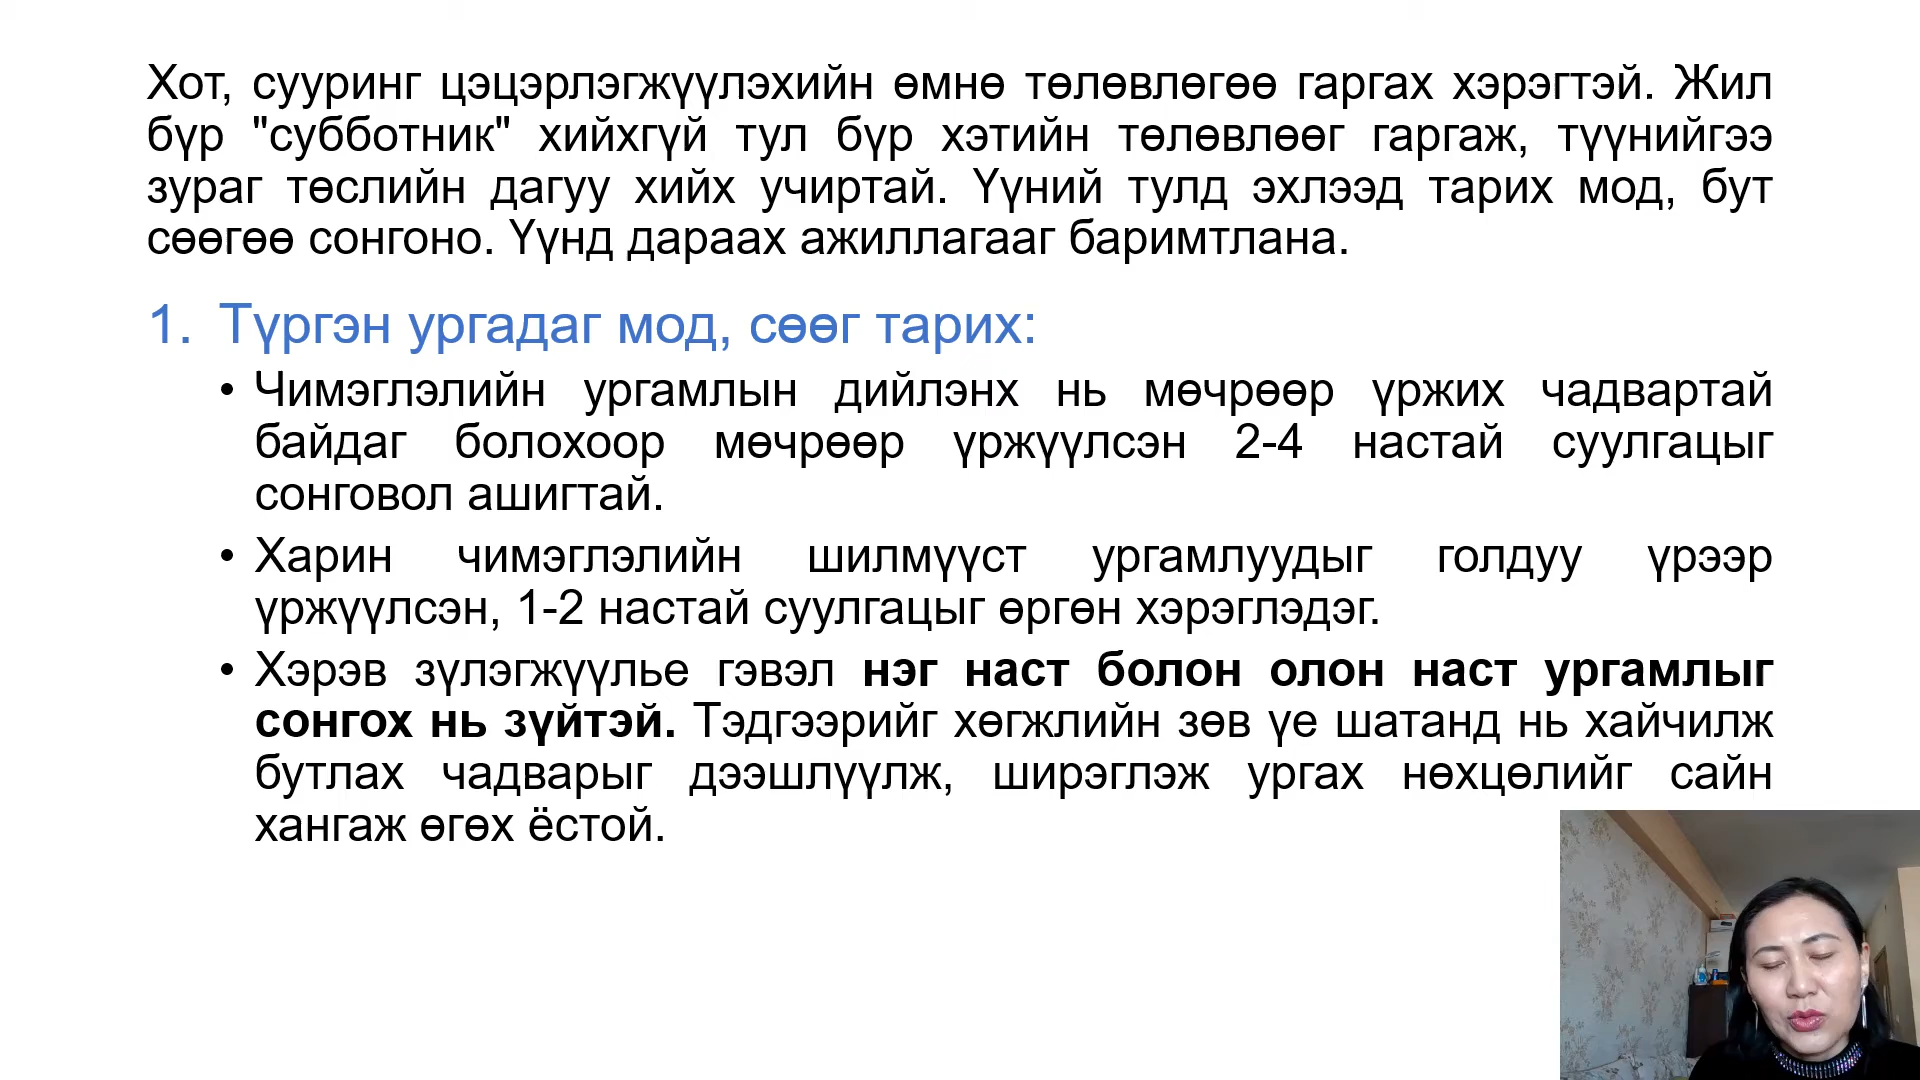 Хот, сууринг цэцэрлэгжүүлэхийн өмнө төлөвлөгөө гаргах хэрэгтэй. Жил
бүр "субботник" хийхгүй тул бүр хэтийн төлөвлөөг гаргаж, түүнийгээ
зураг төслийн дагуу хийх учиртай. Үүний тулд эхлээд тарих мод, бут
сөөгөө сонгоно. Үүнд дараах ажиллагааг баримтлана.
1. Түргэн ургадаг мод, сөөг тарих:
• Чимэглэлийн ургамлын дийлэнх нь мөчрөөр үржих чадвартай
байдаг болохоор мөчрөөр үржүүлсэн 2-4 настай суулгацыг
сонговол ашигтай.
• Харин чимэглэлийн шилмүүст ургамлуудыг голдуу үрээр
үржүүлсэн, 1-2 настай суулгацыг өргөн хэрэглэдэг.
• Хэрэв зүлэгжүүлье гэвэл нэг наст болон олон наст ургамлыг
сонгох нь зүйтэй. Тэдгээрийг хөгжлийн зөв үе шатанд нь хайчилж
бутлах чадварыг дээшлүүлж, ширэглэж ургах нөхцөлийг сайн
хангаж өгөх ёстой.